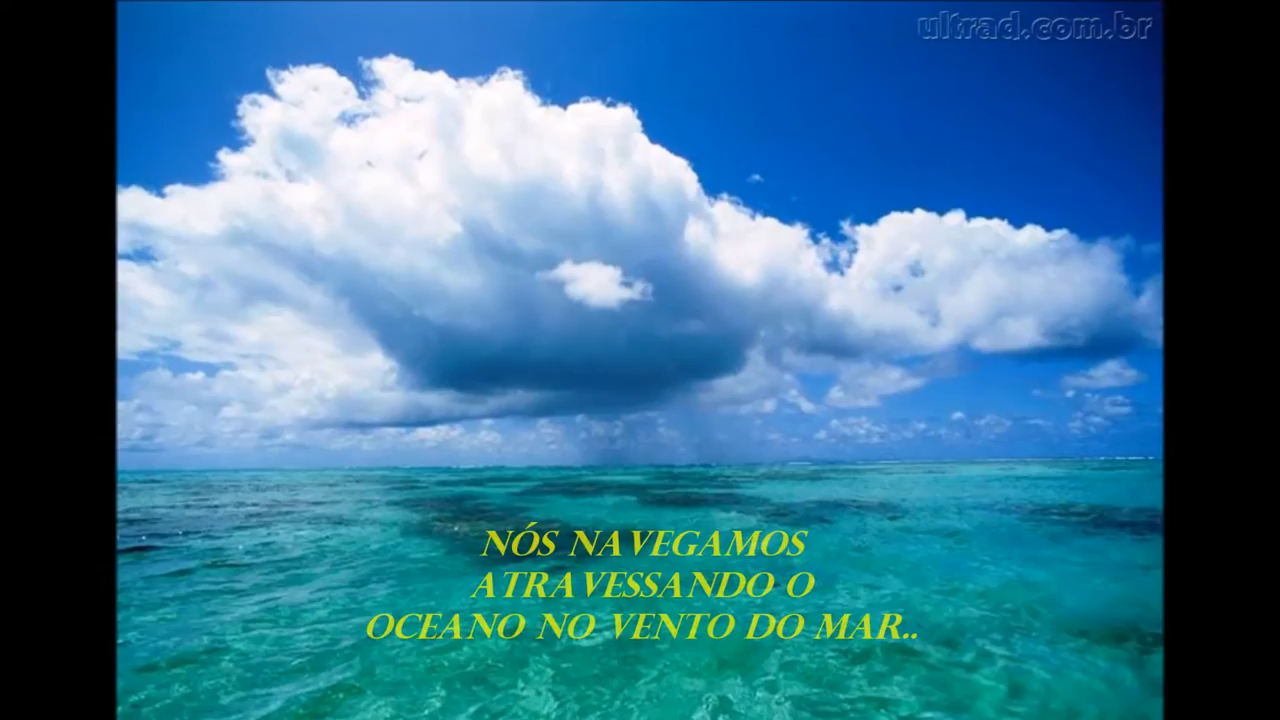 ultrad.com.br
NÓS NAVEGAMOS
ATRAVESSANDO O
OCEANO NO VENTO DO MAR..